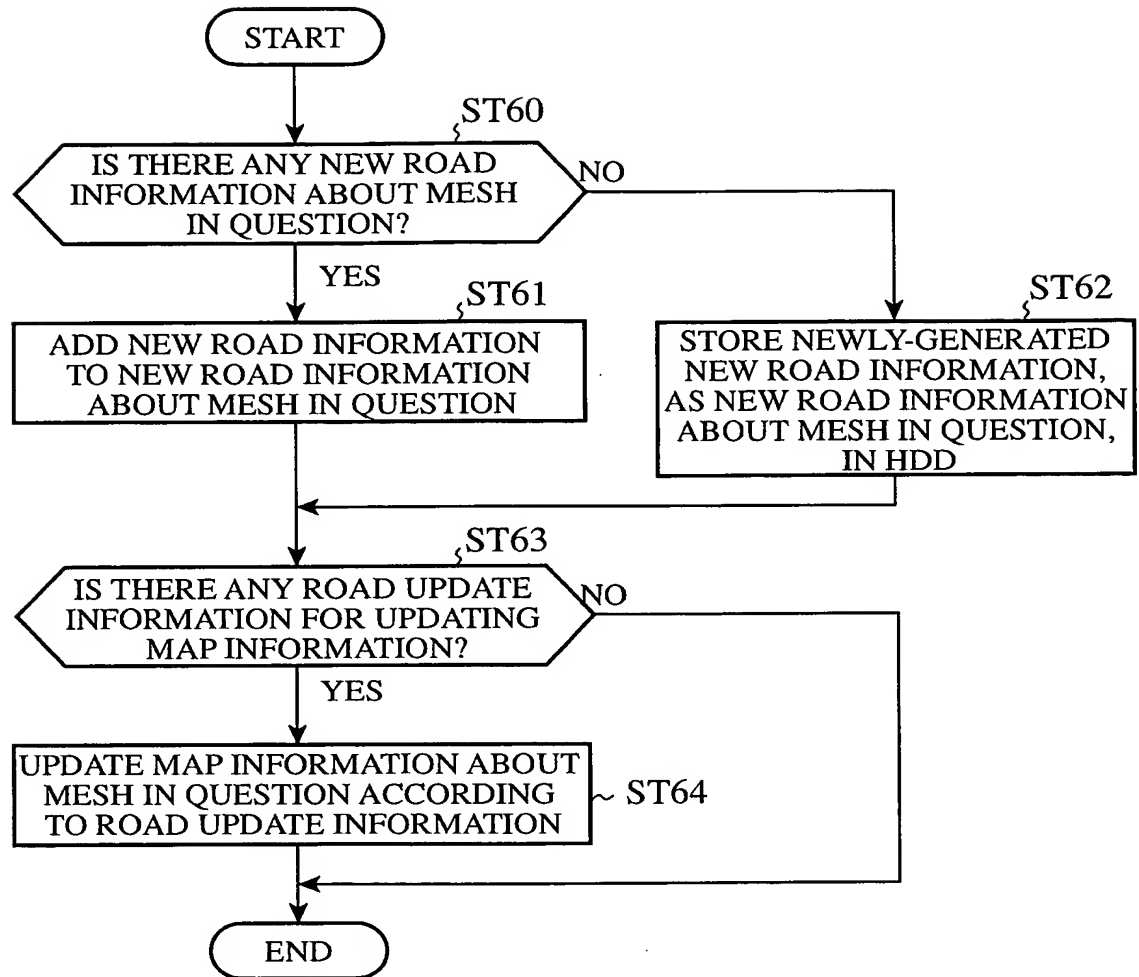 START
ST60
IS THERE ANY NEW ROAD
INFORMATION ABOUT MESH
IN QUESTION?
NO
YES
ST61
ADD NEW ROAD INFORMATION
TO NEW ROAD INFORMATION
ABOUT MESH IN QUESTION
ST62
STORE NEWLY-GENERATED
NEW ROAD INFORMATION,
AS NEW ROAD INFORMATION
ABOUT MESH IN QUESTION,
IN HDD
ST63
IS THERE ANY ROAD UPDATE
INFORMATION FOR UPDATING
MAP INFORMATION?
NO
YES
UPDATE MAP INFORMATION ABOUT
MESH IN QUESTION ACCORDING
TO ROAD UPDATE INFORMATION
ST64
END